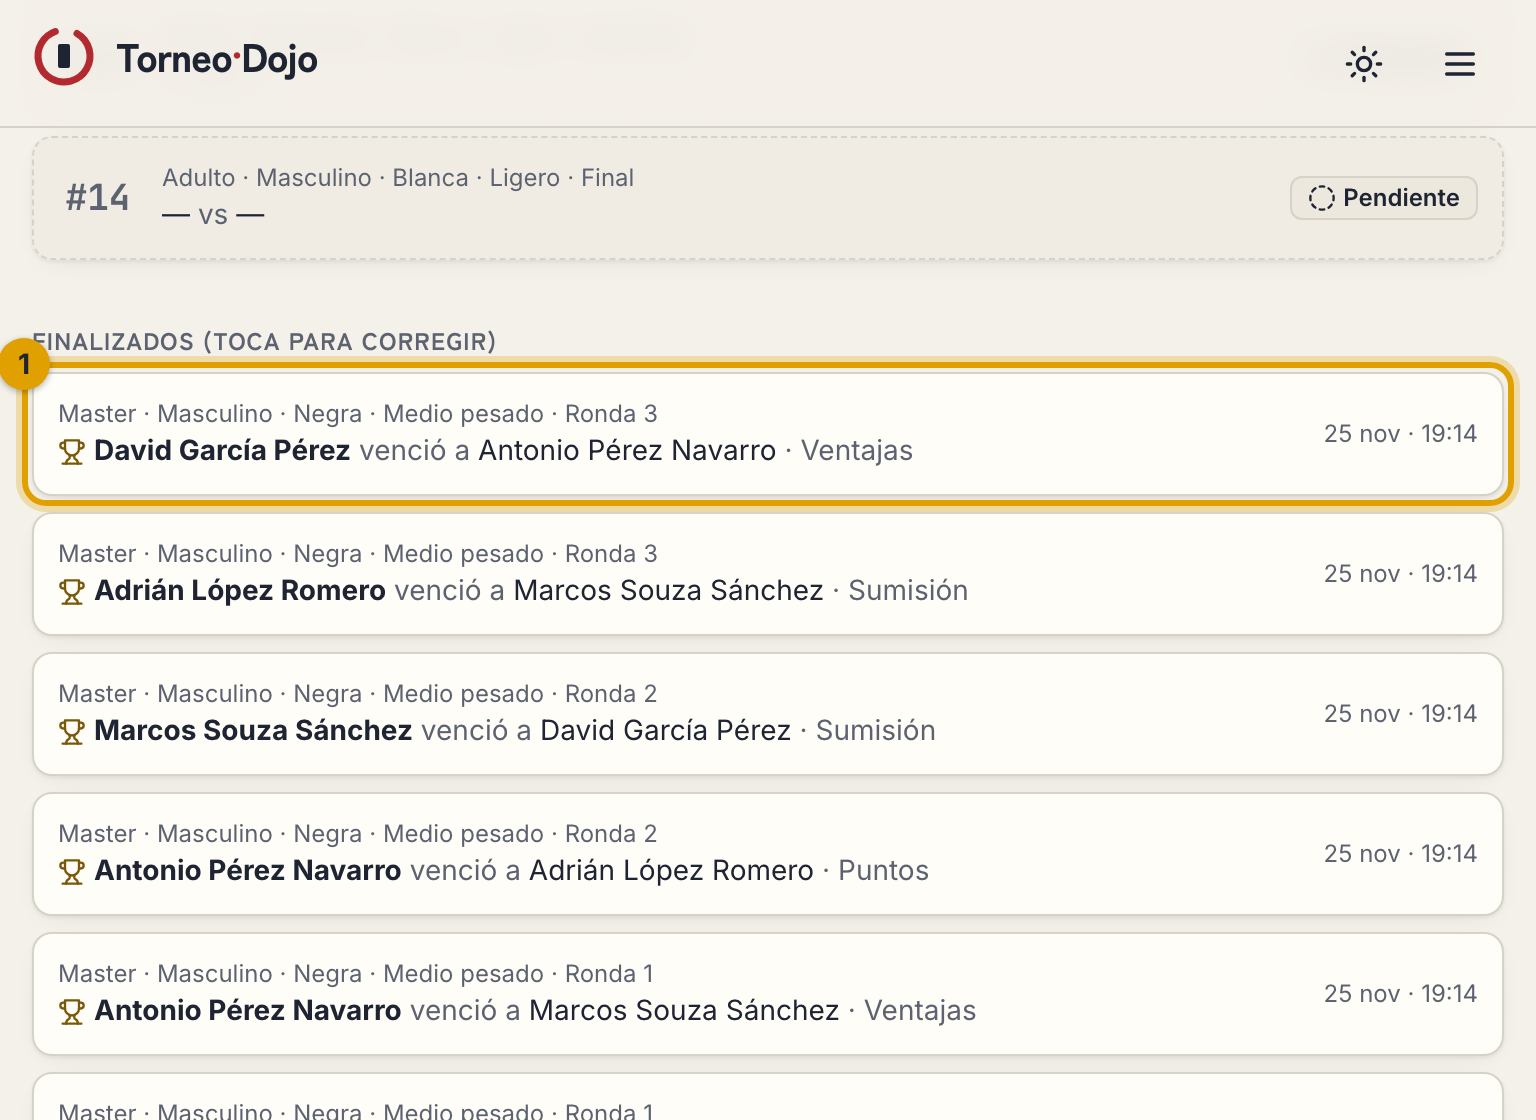 Torneo·Dojo
#14
Adulto · Masculino · Blanca · Ligero · Final
— vs —
Pendiente
FINALIZADOS (TOCA PARA CORREGIR)
1
Master · Masculino · Negra · Medio pesado · Ronda 3
David García Pérez venció a Antonio Pérez Navarro · Ventajas
25 nov · 19:14
Master · Masculino · Negra · Medio pesado · Ronda 3
Adrián López Romero venció a Marcos Souza Sánchez · Sumisión
25 nov · 19:14
Master · Masculino · Negra · Medio pesado · Ronda 2
Marcos Souza Sánchez venció a David García Pérez · Sumisión
25 nov · 19:14
Master · Masculino · Negra · Medio pesado · Ronda 2
Antonio Pérez Navarro venció a Adrián López Romero · Puntos
25 nov · 19:14
Master · Masculino · Negra · Medio pesado · Ronda 1
Antonio Pérez Navarro venció a Marcos Souza Sánchez · Ventajas
25 nov · 19:14
Master · Masculino · Negra · Medio pesado · Ronda 1